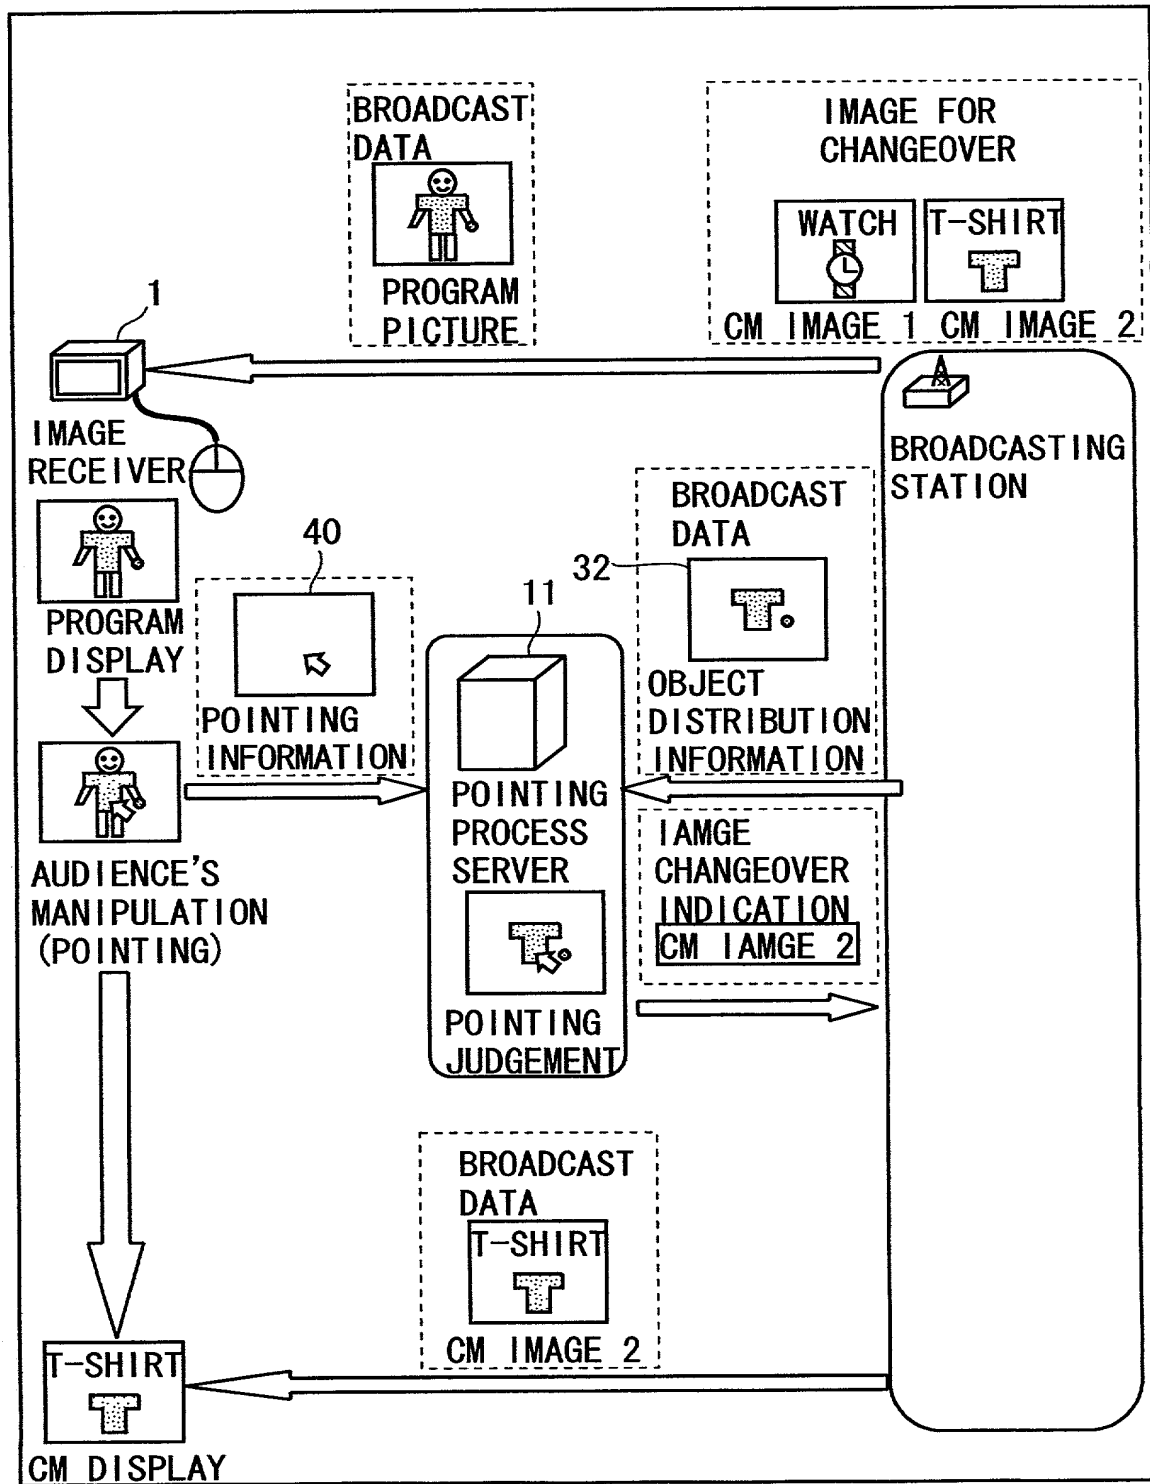 BROADCAST
DATA
PROGRAM
PICTURE
IMAGE FOR
CHANGEOVER
WATCH
T-SHIRT
CM IMAGE 1
CM IMAGE 2
1
IMAGE
RECEIVER
BROADCASTING
STATION
PROGRAM
DISPLAY
40
POINTING
INFORMATION
11
BROADCAST
DATA
32
OBJECT
DISTRIBUTION
INFORMATION
POINTING
PROCESS
SERVER
POINTING
JUDGEMENT
IAMGE
CHANGEOVER
INDICATION
CM IAMGE 2
AUDIENCE'S
MANIPULATION
(POINTING)
BROADCAST
DATA
T-SHIRT
CM IMAGE 2
T-SHIRT
CM DISPLAY